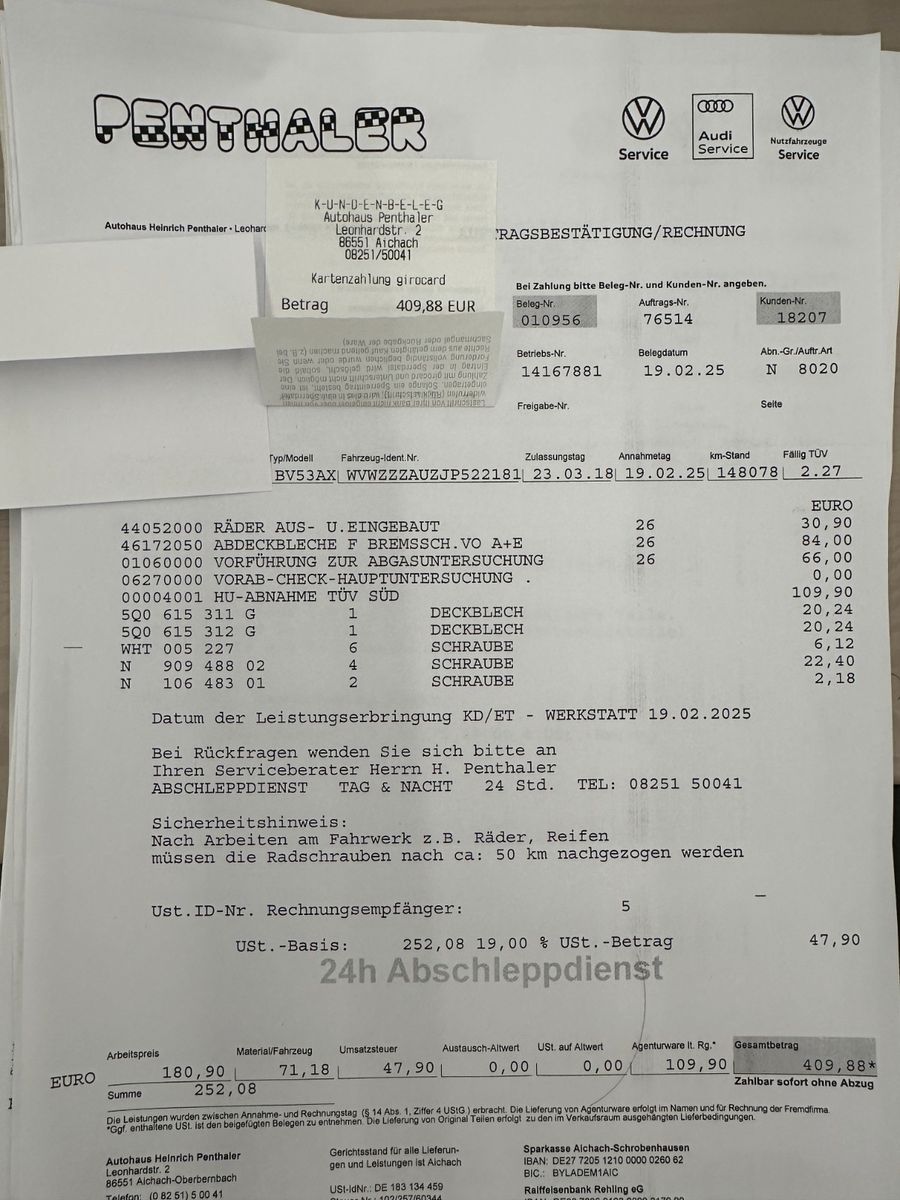 PENTHALER
Service
Audi
Service
Nutzfahrzeuge
Service
K-U-N-D-E-N-B-E-L-E-G
Autohaus Penthaler
Leonhardstr. 2
86551 Aichach
08251/50041
Kartenzahlung girocard
Betrag 409,88 EUR
Autohaus Heinrich Penthaler •
TRAGSBESTÄTIGUNG/RECHNUNG
Bei Zahlung bitte Beleg-Nr. und Kunden-Nr. angeben.
Beleg-Nr. Auftrags-Nr. Kunden-Nr.
010956 76514 18207
Betriebs-Nr. Belegdatum Abn.-Gr./Auftr.Art
14167881 19.02.25 N 8020
Freigabe-Nr. Seite
Typ/Modell Fahrzeug-Ident.Nr. Zulassungstag Annahmetag km-Stand Fällig TÜV
BV53AX WVWZZZAUZJP522181 23.03.18 19.02.25 148078 2.27
EURO
44052000 RÄDER AUS- U.EINGEBAUT 26 30,90
46172050 ABDECKBLECHE F BREMSSCH.VO A+E 26 84,00
01060000 VORFÜHRUNG ZUR ABGASUNTERSUCHUNG 26 66,00
06270000 VORAB-CHECK-HAUPTUNTERSUCHUNG . 0,00
00004001 HU-ABNAHME TÜV SÜD 109,90
5Q0 615 311 G 1 DECKBLECH 20,24
5Q0 615 312 G 1 DECKBLECH 20,24
WHT 005 227 6 SCHRAUBE 6,12
N 909 488 02 4 SCHRAUBE 22,40
N 106 483 01 2 SCHRAUBE 2,18
Datum der Leistungserbringung KD/ET - WERKSTATT 19.02.2025
Bei Rückfragen wenden Sie sich bitte an
Ihren Serviceberater Herrn H. Penthaler
ABSCHLEPPDIENST TAG & NACHT 24 Std. TEL: 08251 50041
Sicherheitshinweis:
Nach Arbeiten am Fahrwerk z.B. Räder, Reifen
müssen die Radschrauben nach ca: 50 km nachgezogen werden
Ust.ID-Nr. Rechnungsempfänger: 5
USt.-Basis: 252,08 19,00 % USt.-Betrag 47,90
24h Abschleppdienst
Arbeitspreis Material/Fahrzeug Umsatzsteuer Austausch-Altwert USt. auf Altwert Agenturware lt. Rg.* Gesamtbetrag
EURO 180,90 71,18 47,90 0,00 0,00 109,90 409,88*
Summe 252,08 Zahlbar sofort ohne Abzug
Die Leistungen wurden zwischen Annahme- und Rechnungstag (§ 14 Abs. 1, Ziffer 4 UStG) erbracht. Die Lieferung von Agenturware erfolgt im Namen und für Rechnung der Fremdfirma.
*Ggf. enthaltene USt. ist den beigefügten Belegen zu entnehmen. Die Lieferung von Original Teilen erfolgt zu den im Verkaufsraum ausgehängten Lieferbedingungen.
Autohaus Heinrich Penthaler
Leonhardstr. 2
86551 Aichach-Oberbernbach
Telefon: (0 82 51) 5 00 41
Gerichtsstand für alle Lieferun-
gen und Leistungen ist Aichach
USt-IdNr.: DE 183 134 459
Sparkasse Aichach-Schrobenhausen
IBAN: DE27 7205 1210 0000 0260 62
BIC.: BYLADEM1AIC
Raiffeisenbank Rehling eG